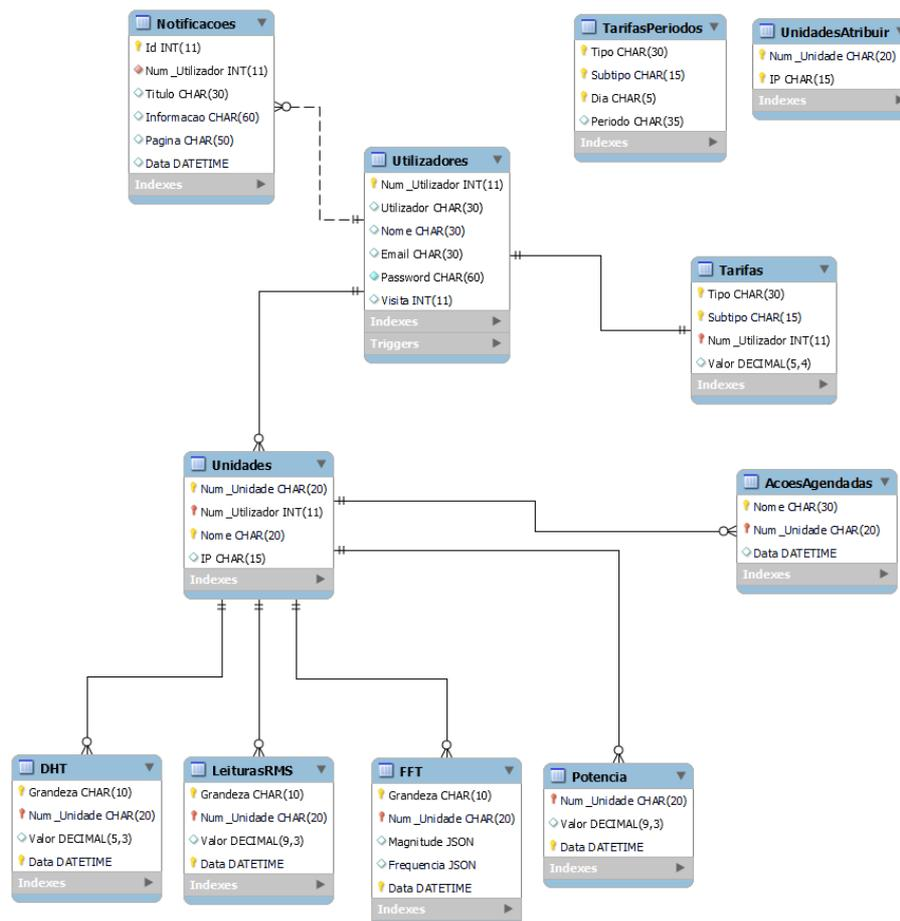 Notificacoes
Id INT(11)
Num_Utilizador INT(11)
Titulo CHAR(30)
Informacao CHAR(60)
Pagina CHAR(50)
Data DATETIME
Indexes
TarifasPeriodos
Tipo CHAR(30)
Subtipo CHAR(15)
Dia CHAR(5)
Periodo CHAR(35)
Indexes
UnidadesAtribuir
Num_Unidade CHAR(20)
IP CHAR(15)
Indexes
Utilizadores
Num_Utilizador INT(11)
Utilizador CHAR(30)
Nome CHAR(30)
Email CHAR(30)
Password CHAR(60)
Visita INT(11)
Indexes
Triggers
Tarifas
Tipo CHAR(30)
Subtipo CHAR(15)
Num_Utilizador INT(11)
Valor DECIMAL(5,4)
Indexes
Unidades
Num_Unidade CHAR(20)
Num_Utilizador INT(11)
Nome CHAR(20)
IP CHAR(15)
Indexes
AcoesAgendadas
Nome CHAR(30)
Num_Unidade CHAR(20)
Data DATETIME
Indexes
DHT
Grandeza CHAR(10)
Num_Unidade CHAR(20)
Valor DECIMAL(5,3)
Data DATETIME
Indexes
LeiturasRMS
Grandeza CHAR(10)
Num_Unidade CHAR(20)
Valor DECIMAL(9,3)
Data DATETIME
Indexes
FFT
Grandeza CHAR(10)
Num_Unidade CHAR(20)
Magnitude JSON
Frequencia JSON
Data DATETIME
Indexes
Potencia
Num_Unidade CHAR(20)
Valor DECIMAL(9,3)
Data DATETIME
Indexes